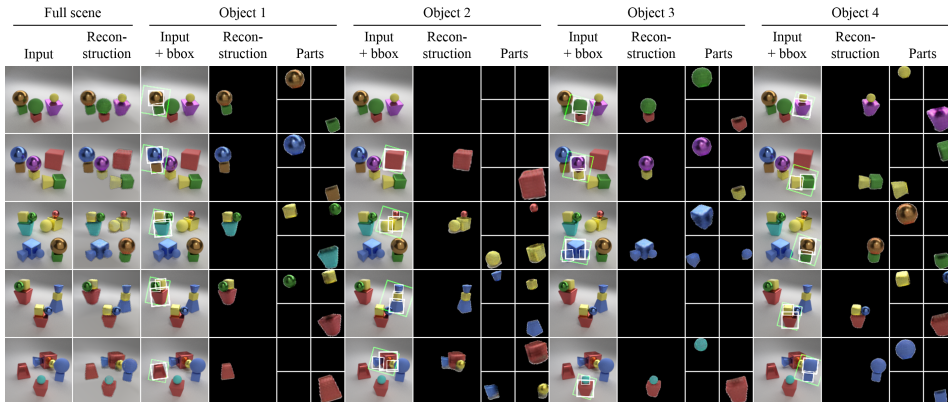 Full scene Object 1 Object 2 Object 3 Object 4
Input Recon-struction Input + bbox Recon-struction Parts Input + bbox Recon-struction Parts Input + bbox Recon-struction Parts Input + bbox Recon-struction Parts